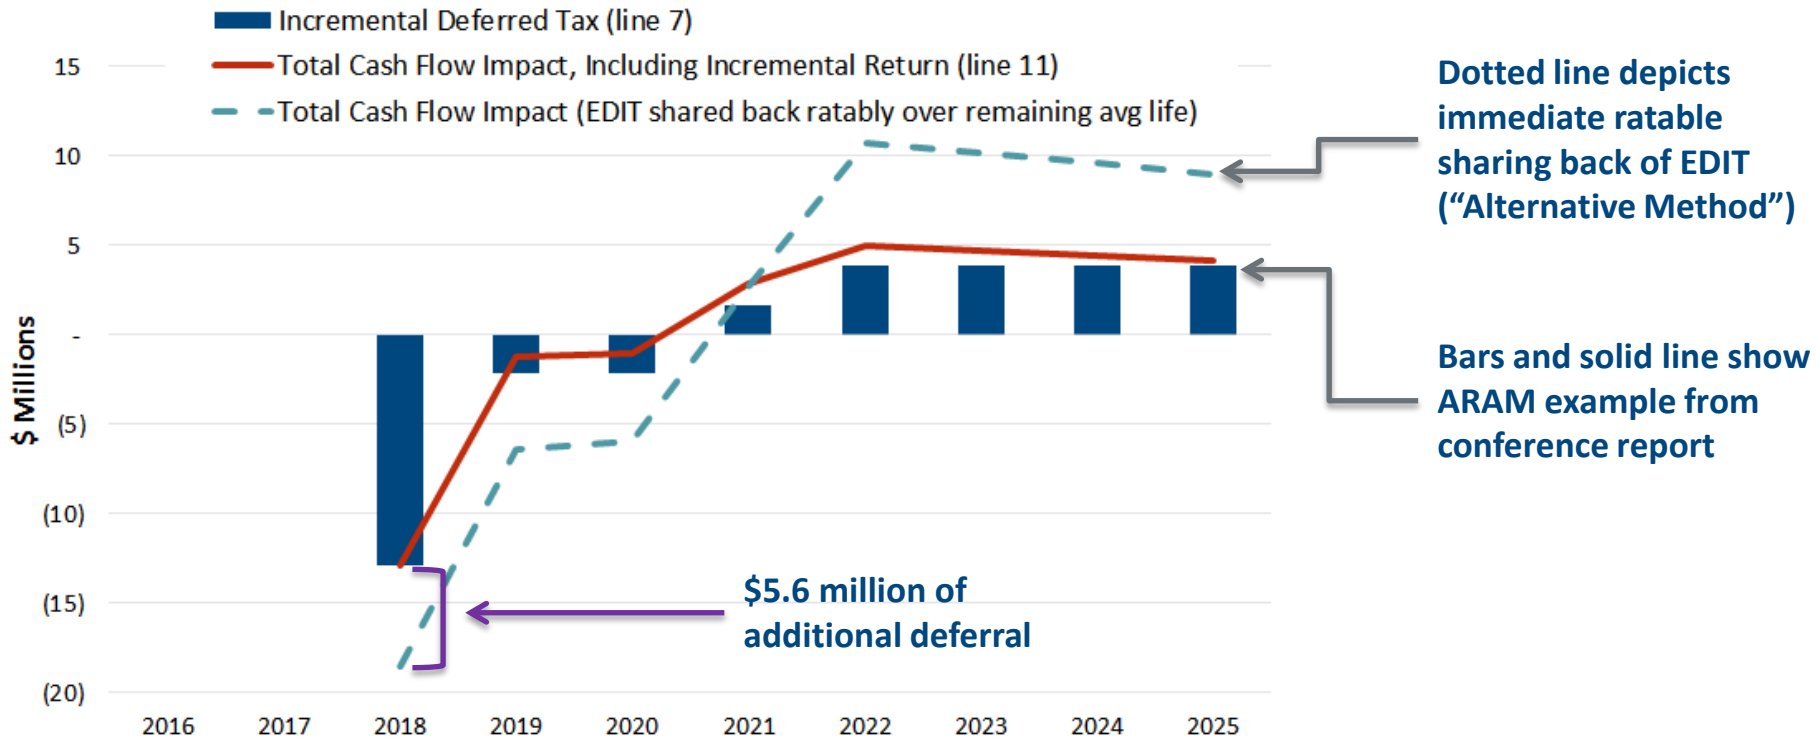 Incremental Deferred Tax (line 7)
Total Cash Flow Impact, Including Incremental Return (line 11)
Total Cash Flow Impact (EDIT shared back ratably over remaining avg life)
$ Millions
15
10
5
-
(5)
(10)
(15)
(20)
2016 2017 2018 2019 2020 2021 2022 2023 2024 2025
$5.6 million of
additional deferral
Dotted line depicts
immediate ratable
sharing back of EDIT
(“Alternative Method”)
Bars and solid line show
ARAM example from
conference report